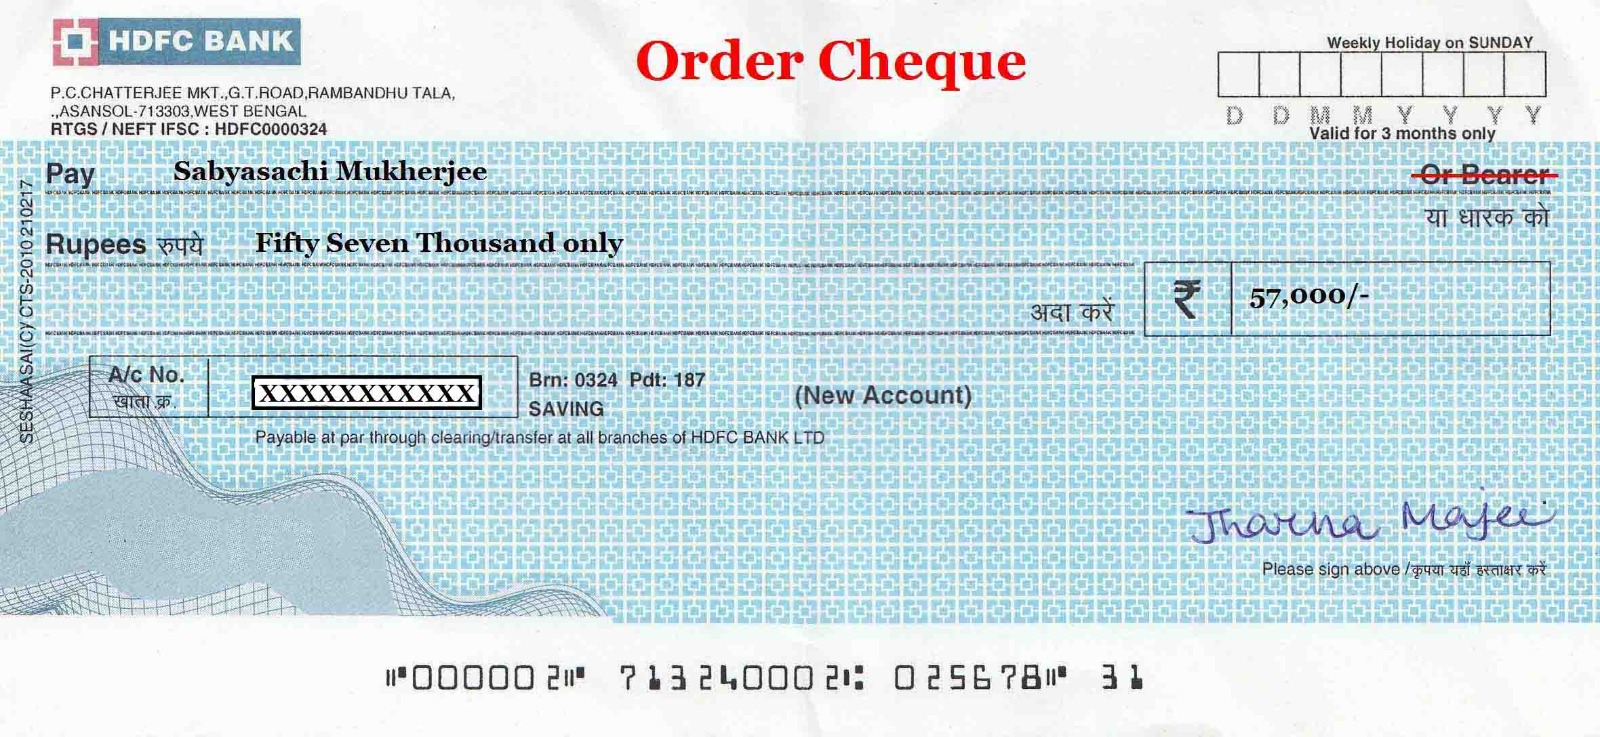 HDFC BANK
Order Cheque
Weekly Holiday on SUNDAY
P.C.CHATTERJEE MKT.,G.T.ROAD,RAMBANDHU TALA,
.,ASANSOL-713303,WEST BENGAL
RTGS / NEFT IFSC : HDFC0000324
D D M M Y Y Y Y
Valid for 3 months only
Pay Sabyasachi Mukherjee Or Bearer
या धारक को
Rupees रुपये Fifty Seven Thousand only
अदा करें ₹ 57,000/-
A/c No. XXXXXXXXXXX Brn: 0324 Pdt: 187
खाता क्र. SAVING (New Account)
Payable at par through clearing/transfer at all branches of HDFC BANK LTD
SESHAASAI(C)/ CTS-2010 210217
Jharna Majee
Please sign above /कृपया यहाँ हस्ताक्षर करें
⑈000002⑈ 713240002⑆ 025678⑈ 31